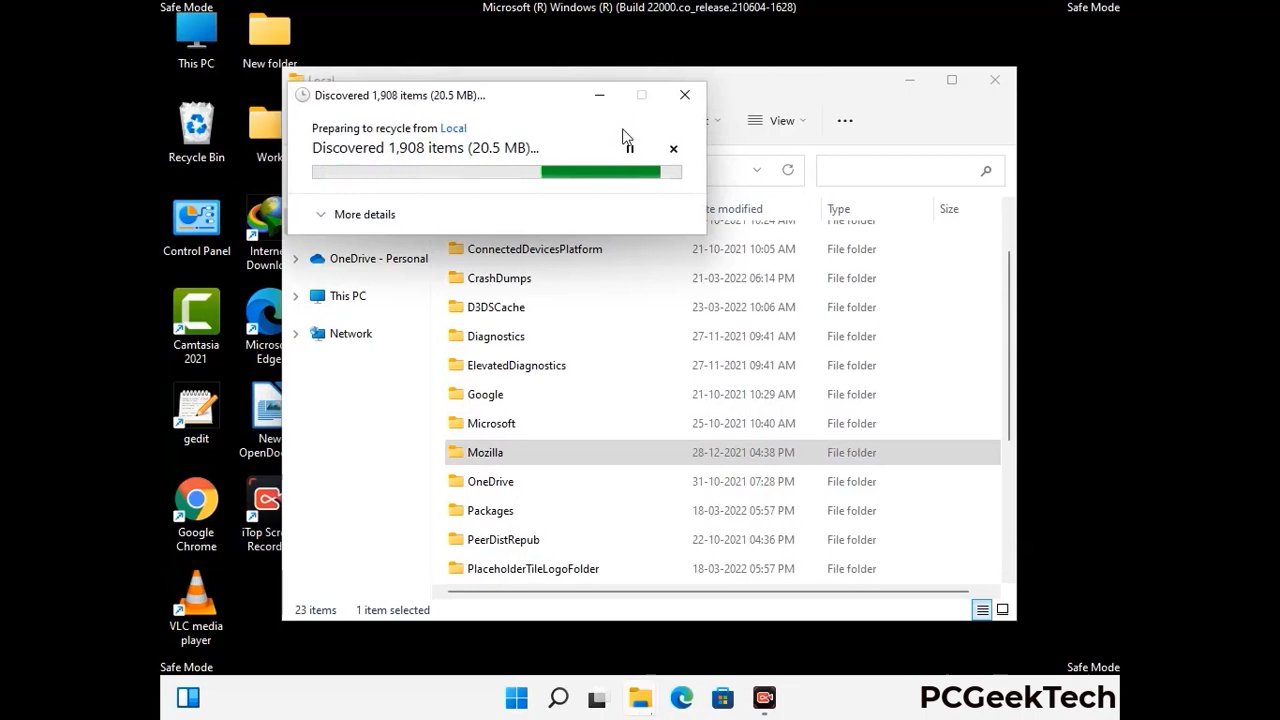 Safe Mode
Microsoft (R) Windows (R) (Build 22000.co_release.210604-1628)
Safe Mode
This PC
New folder
Recycle Bin
Work
Control Panel
Camtasia
2021
gedit
New
Google
Chrome
VLC media
player
Local
Discovered 1,908 items (20.5 MB)...
Preparing to recycle from Local
Discovered 1,908 items (20.5 MB)...
More details
View
Type
Size
OneDrive - Personal
This PC
Network
File folder
ConnectedDevicesPlatform 21-10-2021 10:05 AM File folder
CrashDumps 21-03-2022 06:14 PM File folder
D3DSCache 23-03-2022 10:06 AM File folder
Diagnostics 27-11-2021 09:41 AM File folder
ElevatedDiagnostics 27-11-2021 09:41 AM File folder
Google 21-10-2021 10:29 AM File folder
Microsoft 25-10-2021 10:40 AM File folder
Mozilla 28-12-2021 04:38 PM File folder
OneDrive 31-10-2021 07:28 PM File folder
Packages 18-03-2022 05:57 PM File folder
PeerDistRepub 22-10-2021 04:36 PM File folder
PlaceholderTileLogoFolder 18-03-2022 05:57 PM File folder
23 items
1 item selected
Safe Mode
Safe Mode
PCGeekTech